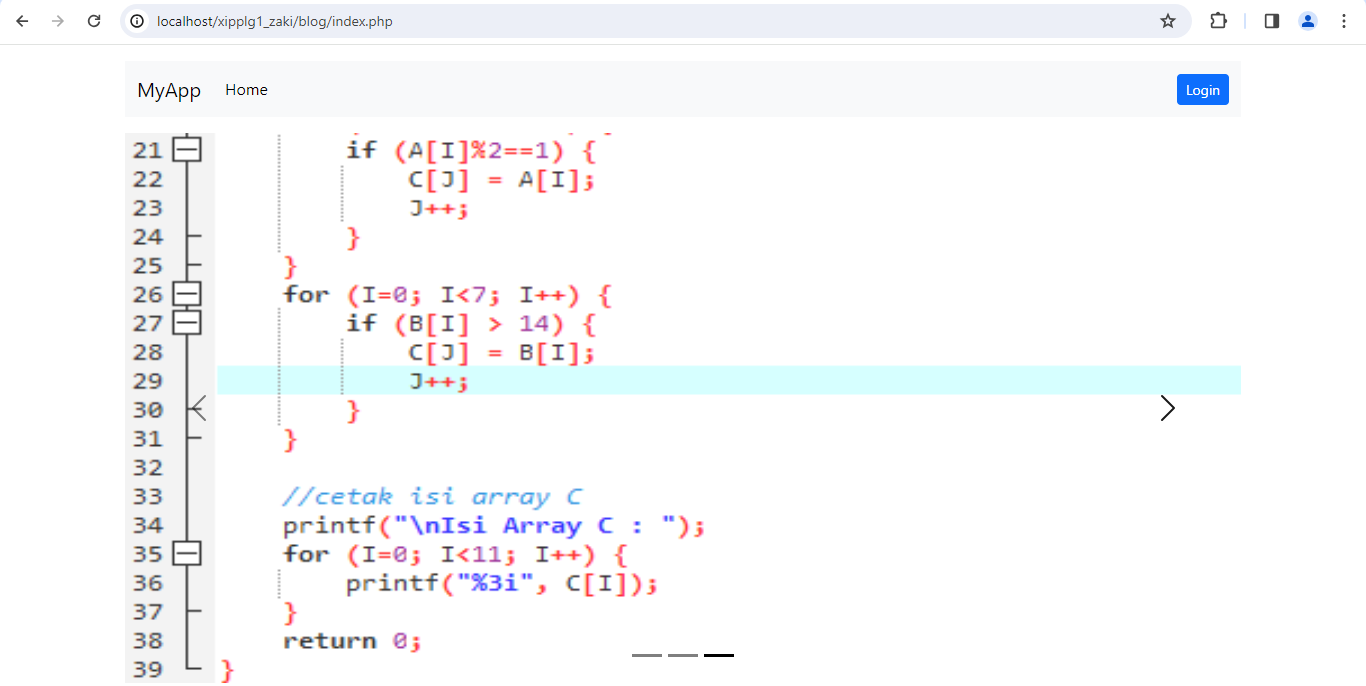 localhost/xipplg1_zaki/blog/index.php
MyApp Home Login
21 if (A[I]%2==1) {
22 C[J] = A[I];
23 J++;
24 }
25 }
26 for (I=0; I<7; I++) {
27 if (B[I] > 14) {
28 C[J] = B[I];
29 J++;
30 }
31 }
32
33 //cetak isi array C
34 printf("\nIsi Array C : ");
35 for (I=0; I<11; I++) {
36 printf("%3i", C[I]);
37 }
38 return 0;
39 }